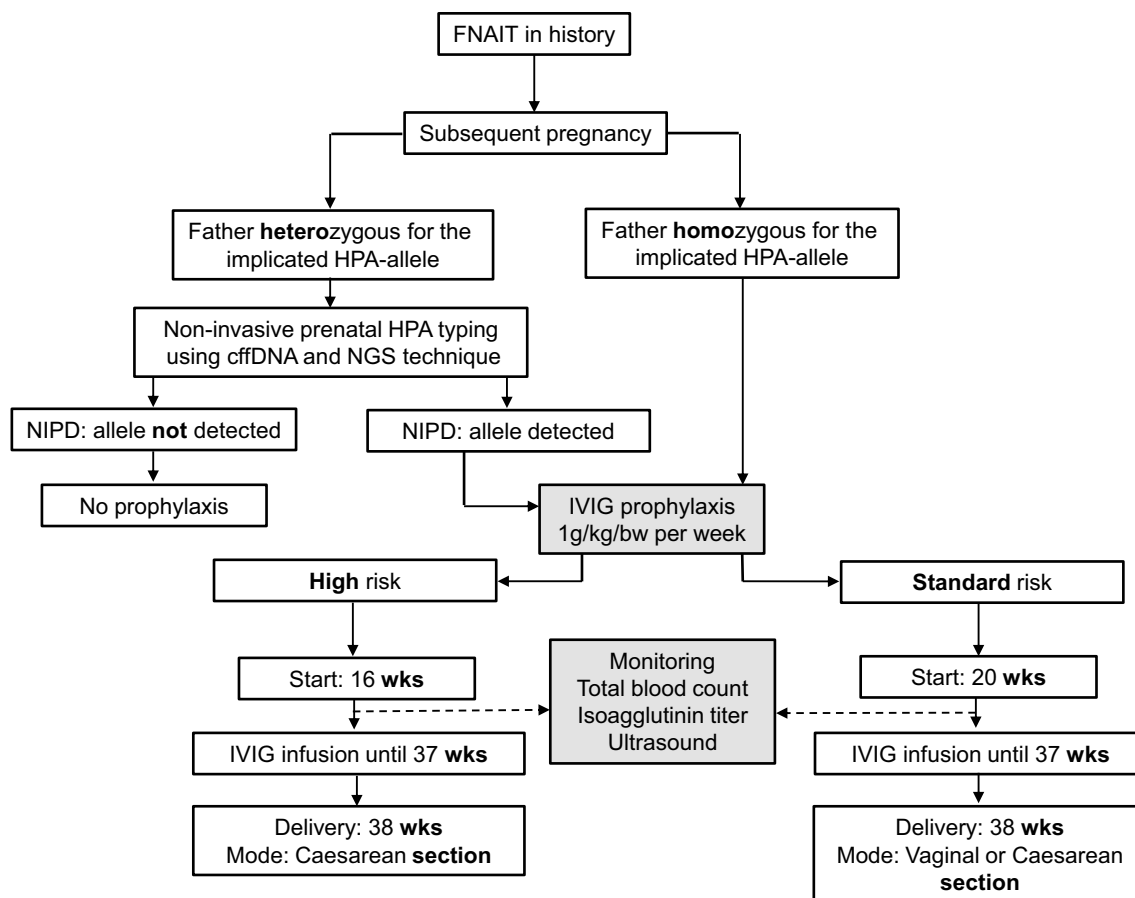 FNAIT in history
Subsequent pregnancy
Father heterozygous for the
implicated HPA-allele
Father homozygous for the
implicated HPA-allele
Non-invasive prenatal HPA typing
using cffDNA and NGS technique
NIPD: allele not detected
NIPD: allele detected
No prophylaxis
IVIG prophylaxis
1g/kg/bw per week
High risk
Standard risk
Start: 16 wks
Monitoring
Total blood count
Isoagglutinin titer
Ultrasound
Start: 20 wks
IVIG infusion until 37 wks
IVIG infusion until 37 wks
Delivery: 38 wks
Mode: Caesarean section
Delivery: 38 wks
Mode: Vaginal or Caesarean
section